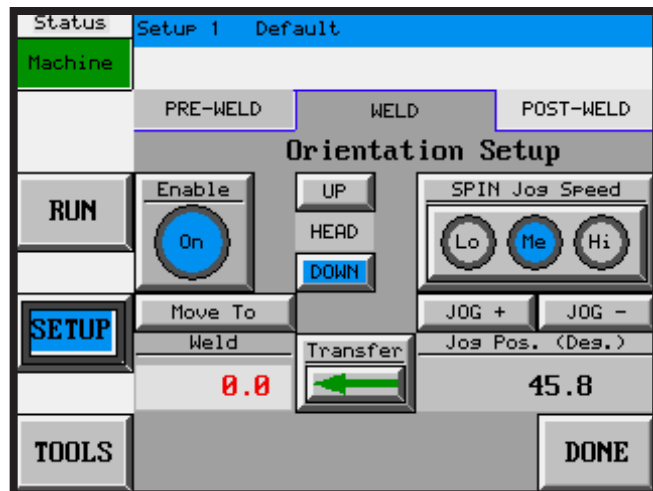 Status
Setup 1 Default
Machine
PRE-WELD WELD POST-WELD
Orientation Setup
RUN
Enable
On
UP
HEAD
DOWN
SPIN Jog Speed
Lo Me Hi
SETUP
Move To
JOG + JOG -
Weld
0.0
Transfer
Jog Pos. (Deg.)
45.8
TOOLS
DONE